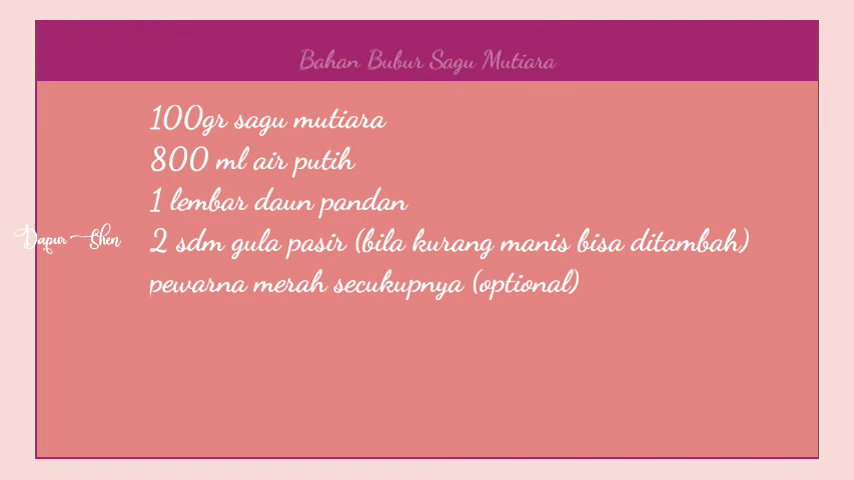 Bahan Bubur Sagu Mutiara
100gr sagu mutiara
800 ml air putih
1 lembar daun pandan
Dapur Shen
2 sdm gula pasir (bila kurang manis bisa ditambah)
pewarna merah secukupnya (optional)